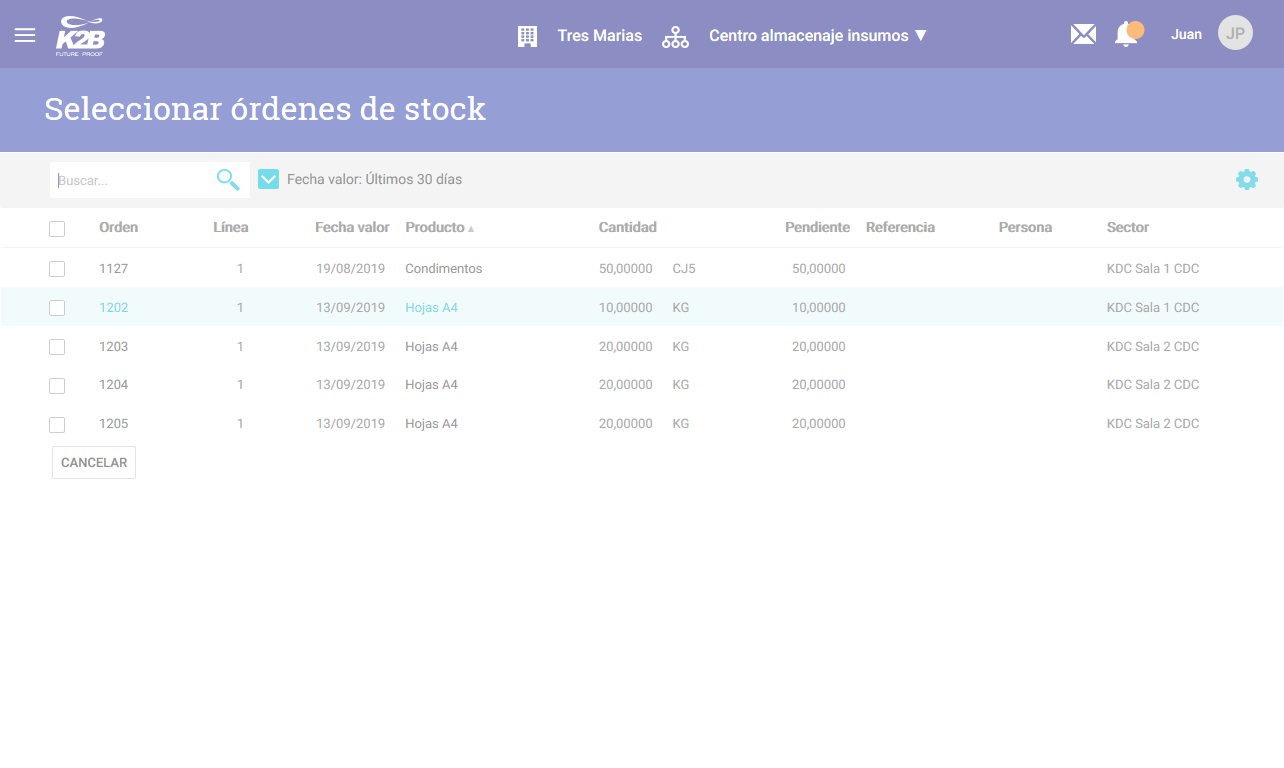 K2B
FUTURE PROOF
Tres Marias
Centro almacenaje insumos ▼
Juan
JP
Seleccionar órdenes de stock
Buscar...
Fecha valor: Últimos 30 días
Orden Línea Fecha valor Producto ▲ Cantidad Pendiente Referencia Persona Sector
1127 1 19/08/2019 Condimentos 50,00000 CJ5 50,00000 KDC Sala 1 CDC
1202 1 13/09/2019 Hojas A4 10,00000 KG 10,00000 KDC Sala 1 CDC
1203 1 13/09/2019 Hojas A4 20,00000 KG 20,00000 KDC Sala 2 CDC
1204 1 13/09/2019 Hojas A4 20,00000 KG 20,00000 KDC Sala 2 CDC
1205 1 13/09/2019 Hojas A4 20,00000 KG 20,00000 KDC Sala 2 CDC
CANCELAR